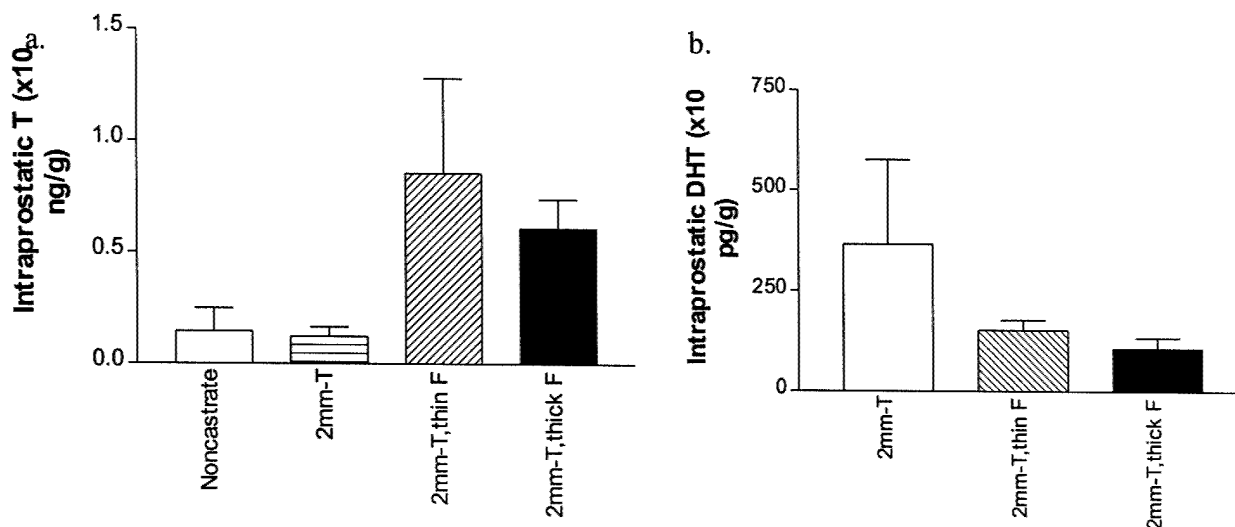 a.
Intraprostatic T (x10
ng/g)
1.5
1.0
0.5
0.0
Noncastrate
2mm-T
2mm-T,thin F
2mm-T,thick F
b.
Intraprostatic DHT (x10
pg/g)
750
500
250
0
2mm-T
2mm-T,thin F
2mm-T,thick F